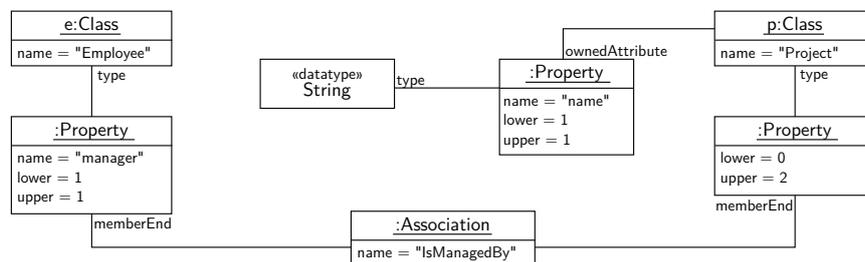 e:Class
name = "Employee"
type
:Property
name = "manager"
lower = 1
upper = 1
memberEnd
«datatype»
String
type
ownedAttribute
:Property
name = "name"
lower = 1
upper = 1
p:Class
name = "Project"
type
:Property
lower = 0
upper = 2
memberEnd
:Association
name = "IsManagedBy"